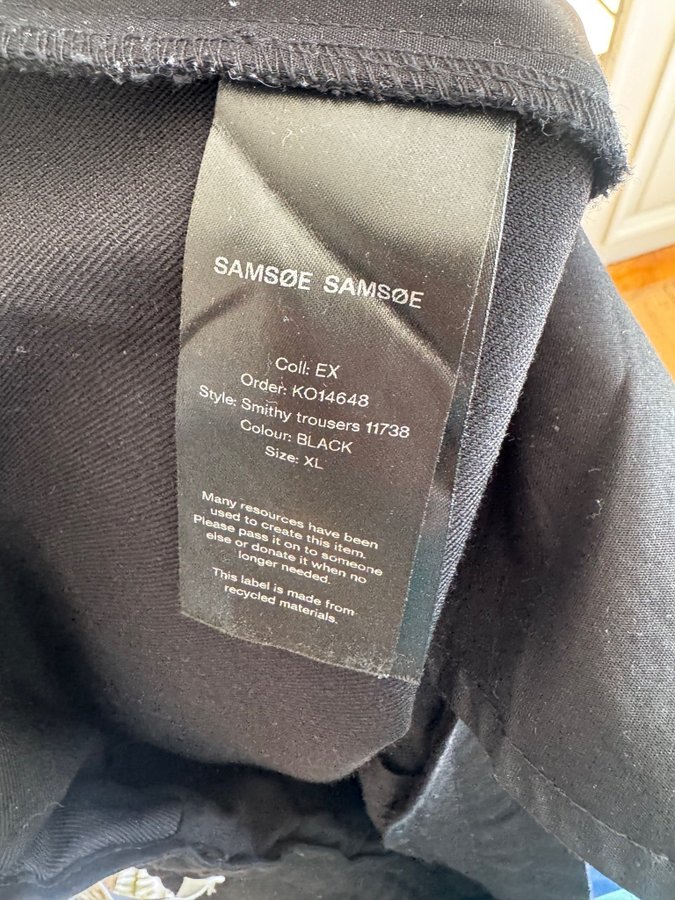 SAMSØE SAMSØE
Coll: EX
Order: KO14648
Style: Smithy trousers 11738
Colour: BLACK
Size: XL
Many resources have been
used to create this item.
Please pass it on to someone
else or donate it when no
longer needed.
This label is made from
recycled materials.